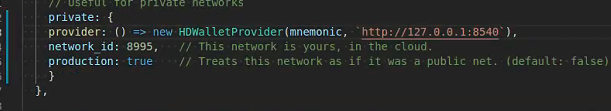 // Useful for private networks
private: {
provider: () => new HDWalletProvider(mnemonic, `http://127.0.0.1:8540`),
network_id: 8995,   // This network is yours, in the cloud.
production: true    // Treats this network as if it was a public net. (default: false)
}
},